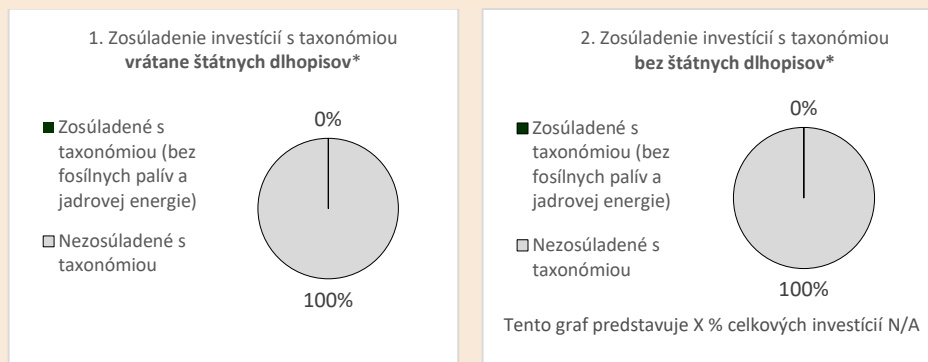 1. Zosúladenie investícií s taxonómiou
vrátane štátnych dlhopisov*
Zosúladené s
taxonómiou (bez
fosílnych palív a
jadrovej energie)
Nezosúladené s
taxonómiou
0%
100%
2. Zosúladenie investícií s taxonómiou
bez štátnych dlhopisov*
Zosúladené s
taxonómiou (bez
fosílnych palív a
jadrovej energie)
Nezosúladené s
taxonómiou
0%
100%
Tento graf predstavuje X % celkových investícií N/A